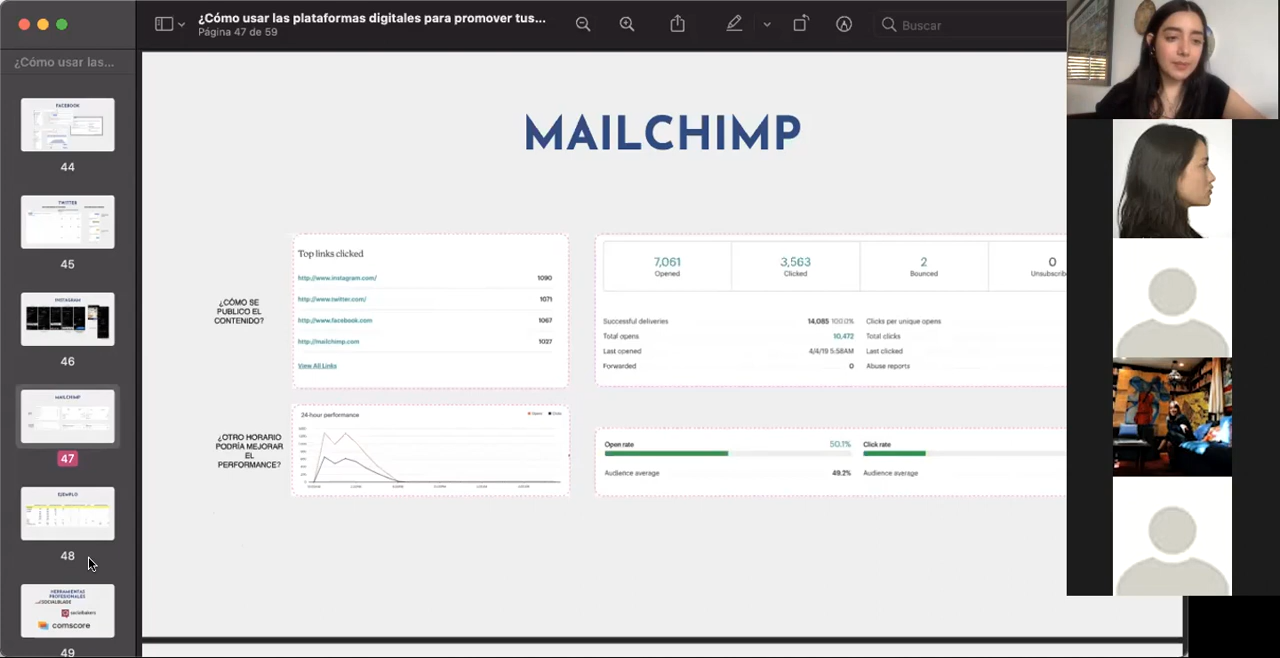 ¿Cómo usar las plataformas digitales para promover tus...
Página 47 de 59
Buscar
¿Cómo usar las...
FACEBOOK
44
TWITTER
45
INSTAGRAM
46
MAILCHIMP
47
EJEMPLO
48
HERRAMIENTAS
PROFESIONALES
SOCIALBLADE
socialbakers
comscore
49
MAILCHIMP
¿CÓMO SE
PUBLICO EL
CONTENIDO?
Top links clicked
http://www.instagram.com/ 1090
http://www.twitter.com/ 1071
http://www.facebook.com 1067
http://mailchimp.com 1027
View All Links
7,061 3,563 2 0
Opened Clicked Bounced Unsubscrib
Successful deliveries 14,085 100.0% Clicks per unique opens
Total opens 10,472 Total clicks
Last opened 4/4/19 5:58AM Last clicked
Forwarded 0 Abuse reports
¿OTRO HORARIO
PODRÍA MEJORAR
EL
PERFORMANCE?
24-hour performance
Opens Clicks
Open rate 50.1% Click rate
Audience average 49.2% Audience average